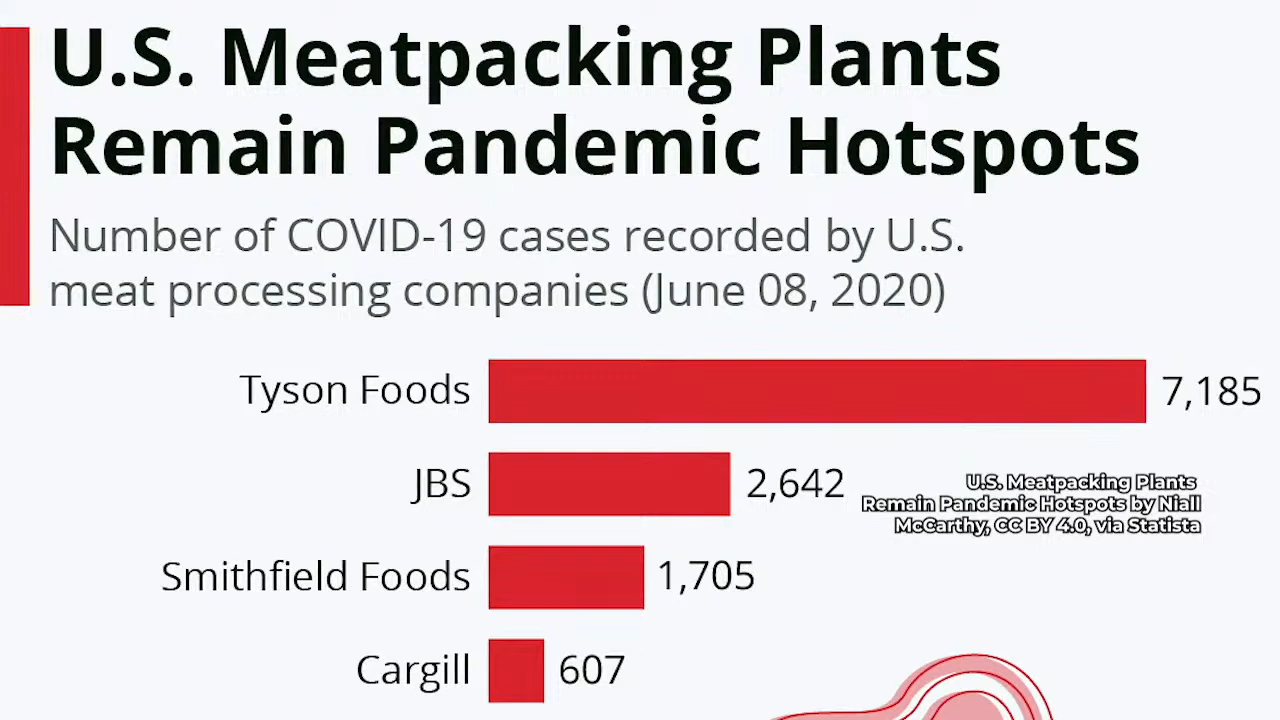 U.S. Meatpacking Plants
Remain Pandemic Hotspots
Number of COVID-19 cases recorded by U.S.
meat processing companies (June 08, 2020)
Tyson Foods 7,185
JBS 2,642
U.S. Meatpacking Plants
Remain Pandemic Hotspots by Niall
McCarthy, CC BY 4.0, via Statista
Smithfield Foods 1,705
Cargill 607